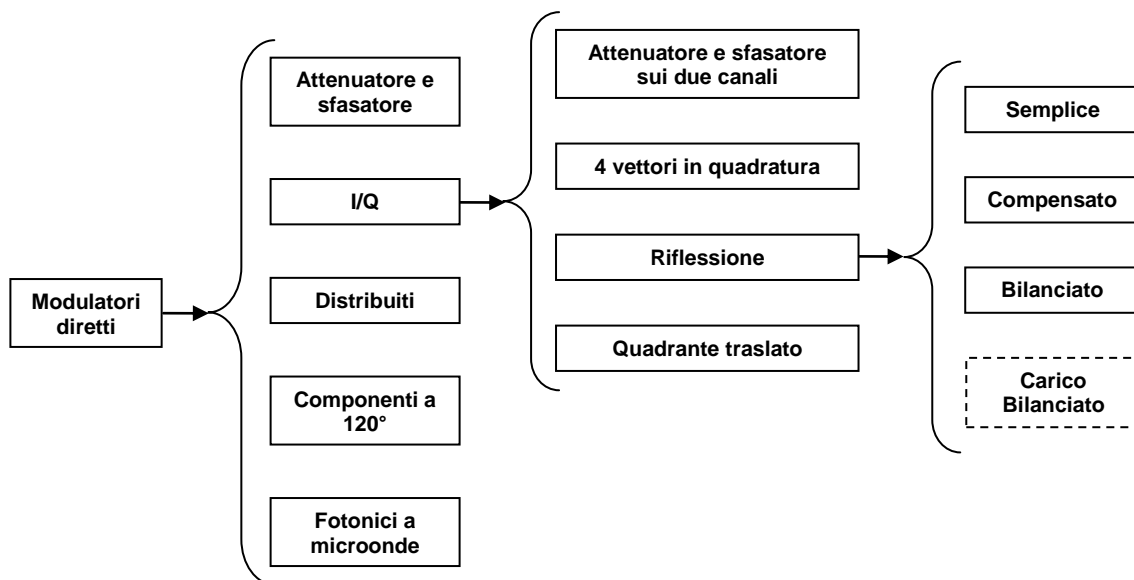 Modulatori
diretti
Attenuatore e
sfasatore
I/Q
Distribuiti
Componenti a
120°
Fotonici a
microonde
Attenuatore e sfasatore
sui due canali
4 vettori in quadratura
Riflessione
Quadrante traslato
Semplice
Compensato
Bilanciato
Carico
Bilanciato